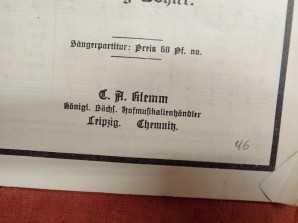 Sängerpartitur: Preis 60 Pf. no.
C. A. Klemm
Königl. Sächs. Hofmusikalienhändler
Leipzig. Chemnitz.
46